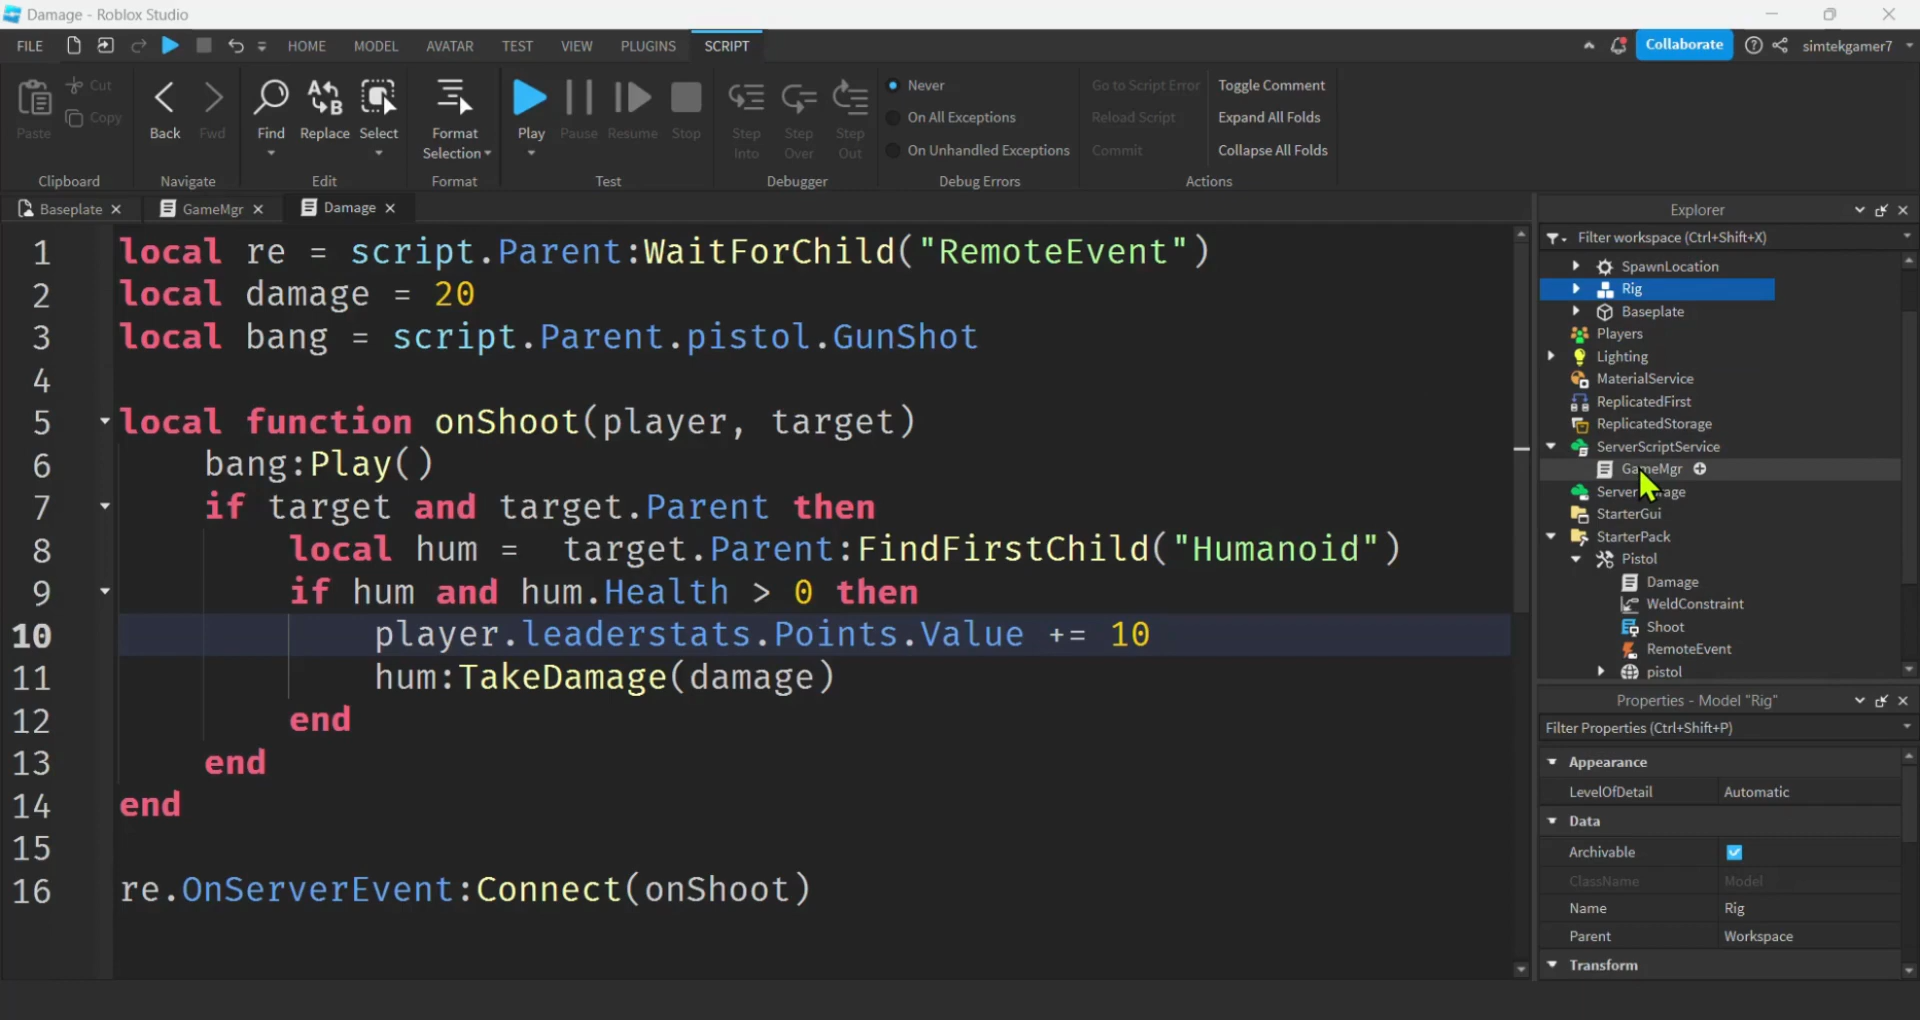 Damage - Roblox Studio
FILE HOME MODEL AVATAR TEST VIEW PLUGINS SCRIPT Collaborate simtekgamer7
Paste Cut Copy
Clipboard
Back Fwd
Navigate
Find Replace Select
Edit
Format Selection
Format
Play Pause Resume Stop
Test
Step Into Step Over Step Out
Debugger
Never
On All Exceptions
On Unhandled Exceptions
Debug Errors
Go to Script Error Toggle Comment
Reload Script Expand All Folds
Commit Collapse All Folds
Actions
Baseplate GameMgr Damage
1 local re = script.Parent:WaitForChild("RemoteEvent")
2 local damage = 20
3 local bang = script.Parent.pistol.GunShot
4
5 local function onShoot(player, target)
6 bang:Play()
7 if target and target.Parent then
8 local hum = target.Parent:FindFirstChild("Humanoid")
9 if hum and hum.Health > 0 then
10 player.leaderstats.Points.Value += 10
11 hum:TakeDamage(damage)
12 end
13 end
14 end
15
16 re.OnServerEvent:Connect(onShoot)
Explorer
Filter workspace (Ctrl+Shift+X)
SpawnLocation
Rig
Baseplate
Players
Lighting
MaterialService
ReplicatedFirst
ReplicatedStorage
ServerScriptService
GameMgr
StarterGui
StarterPack
Pistol
Damage
WeldConstraint
Shoot
RemoteEvent
pistol
Properties - Model "Rig"
Filter Properties (Ctrl+Shift+P)
Appearance
LevelOfDetail Automatic
Data
Archivable
ClassName Model
Name Rig
Parent Workspace
Transform